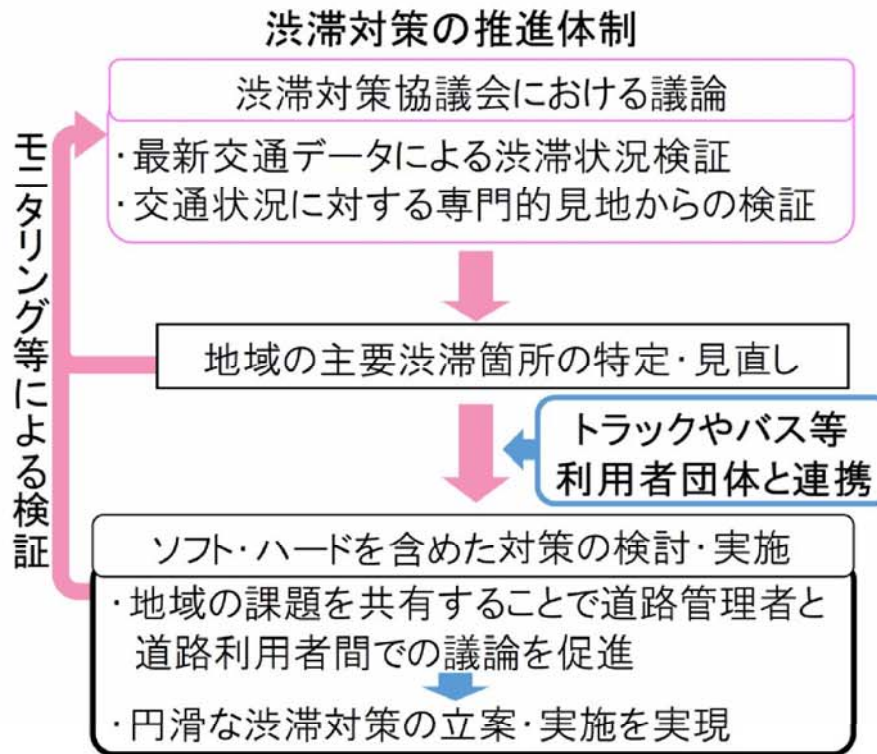 渋滞対策の推進体制
渋滞対策協議会における議論
・最新交通データによる渋滞状況検証
・交通状況に対する専門的見地からの検証
モニタリング等による検証
地域の主要渋滞箇所の特定・見直し
トラックやバス等
利用者団体と連携
ソフト・ハードを含めた対策の検討・実施
・地域の課題を共有することで道路管理者と
道路利用者間での議論を促進
・円滑な渋滞対策の立案・実施を実現